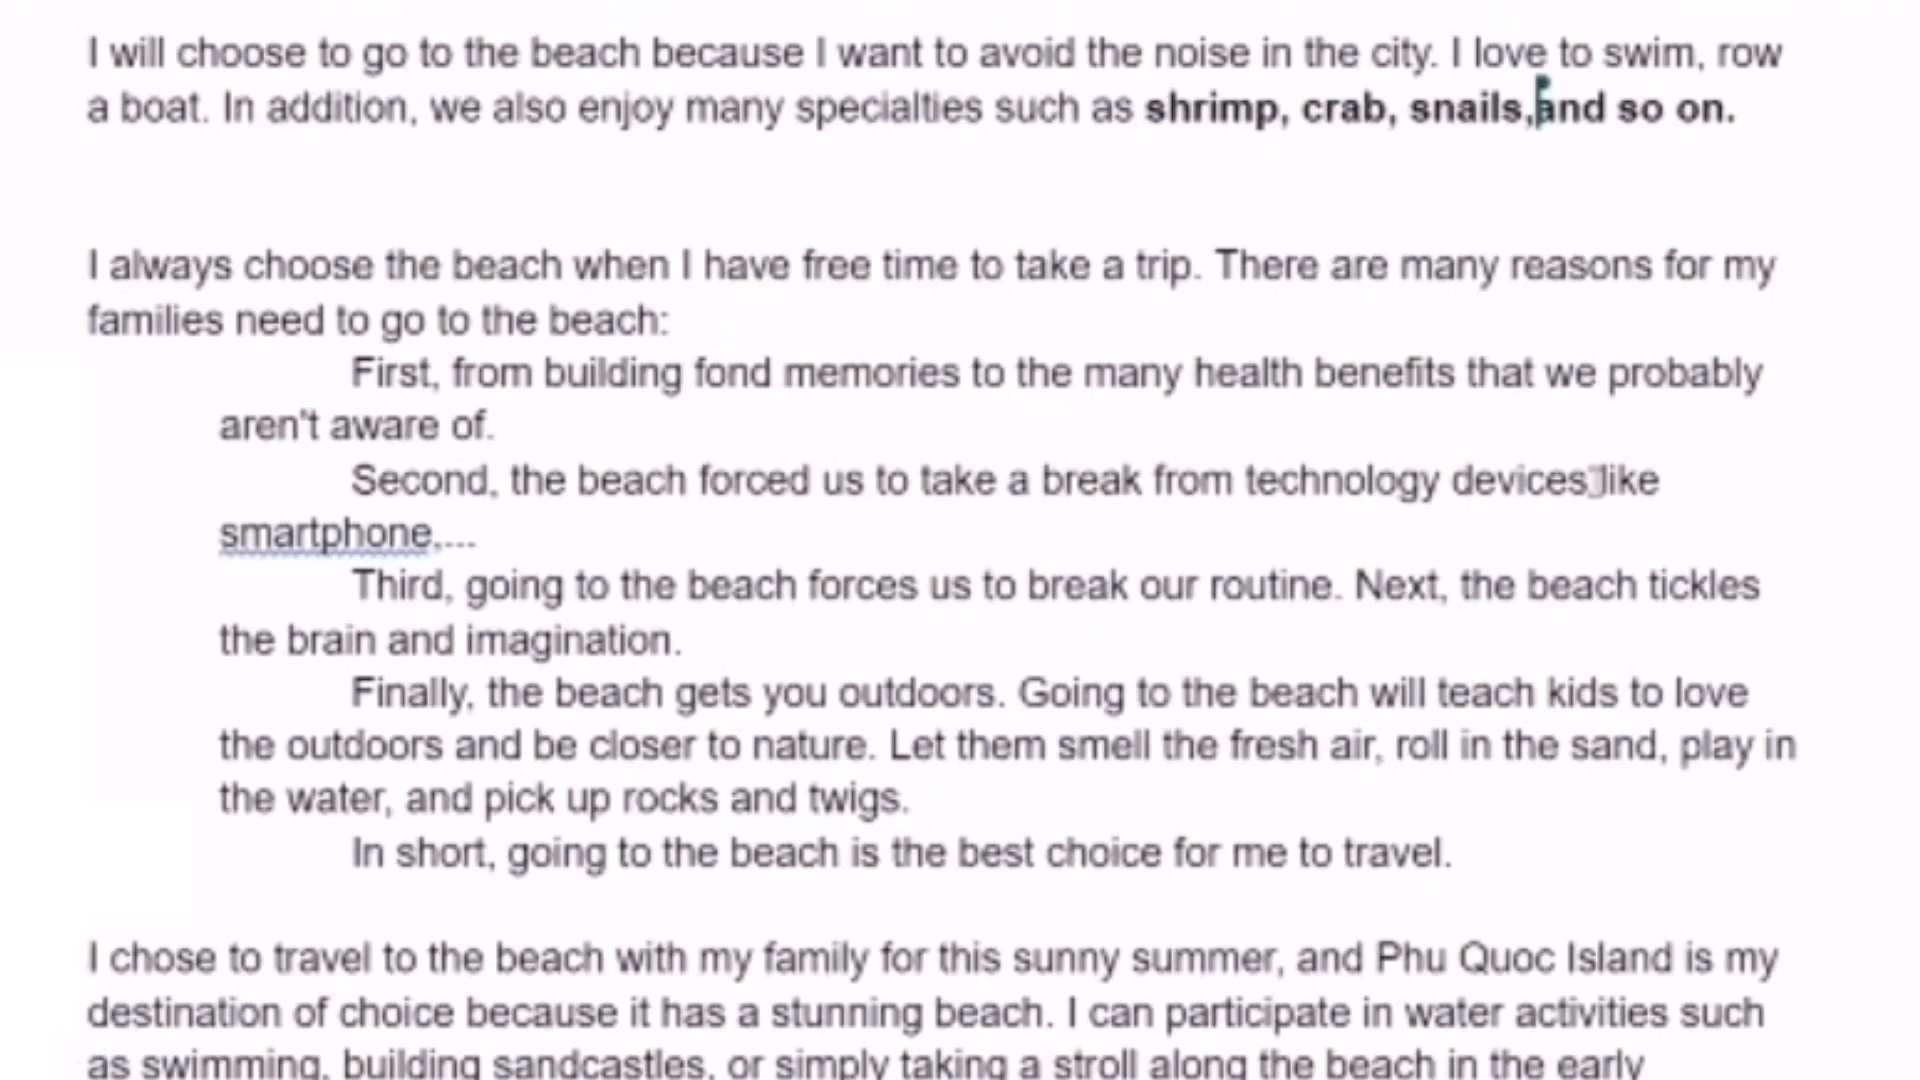 I will choose to go to the beach because I want to avoid the noise in the city. I love to swim, row
a boat. In addition, we also enjoy many specialties such as shrimp, crab, snails,and so on.
I always choose the beach when I have free time to take a trip. There are many reasons for my
families need to go to the beach:
First, from building fond memories to the many health benefits that we probably
aren't aware of.
Second, the beach forced us to take a break from technology devices like
smartphone,...
Third, going to the beach forces us to break our routine. Next, the beach tickles
the brain and imagination.
Finally, the beach gets you outdoors. Going to the beach will teach kids to love
the outdoors and be closer to nature. Let them smell the fresh air, roll in the sand, play in
the water, and pick up rocks and twigs.
In short, going to the beach is the best choice for me to travel.
I chose to travel to the beach with my family for this sunny summer, and Phu Quoc Island is my
destination of choice because it has a stunning beach. I can participate in water activities such
as swimming, building sandcastles, or simply taking a stroll along the beach in the early